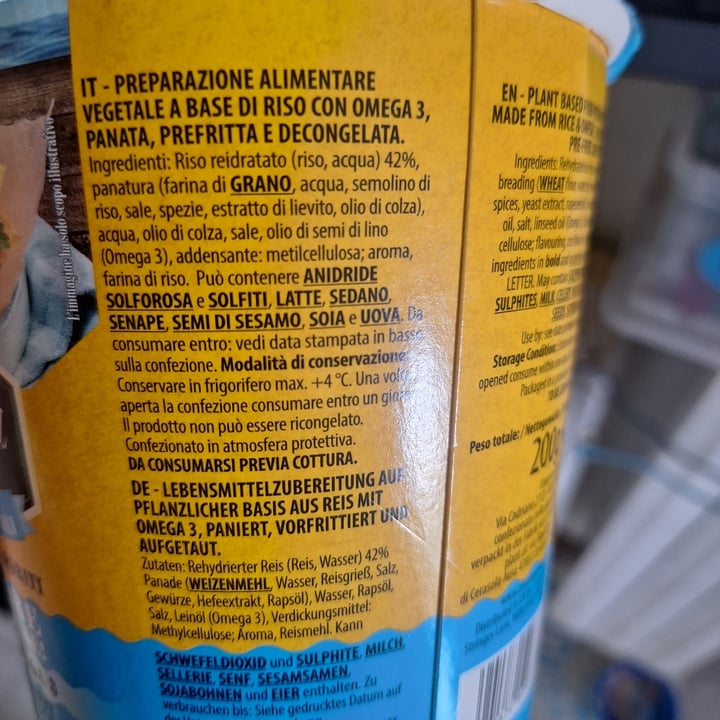 IT - PREPARAZIONE ALIMENTARE
VEGETALE A BASE DI RISO CON OMEGA 3,
PANATA, PREFRITTA E DECONGELATA.
Ingredienti: Riso reidratato (riso, acqua) 42%,
panatura (farina di GRANO, acqua, semolino di
riso, sale, spezie, estratto di lievito, olio di colza),
acqua, olio di colza, sale, olio di semi di lino
(Omega 3), addensante: metilcellulosa; aroma,
farina di riso. Può contenere ANIDRIDE
SOLFOROSA e SOLFITI, LATTE, SEDANO,
SENAPE, SEMI DI SESAMO, SOIA e UOVA. Da
consumare entro: vedi data stampata in basso
sulla confezione. Modalità di conservazione:
Conservare in frigorifero max. +4 °C. Una volta
aperta la confezione consumare entro un giorno.
Il prodotto non può essere ricongelato.
Confezionato in atmosfera protettiva.
DA CONSUMARSI PREVIA COTTURA.
DE - LEBENSMITTELZUBEREITUNG AUF
PFLANZLICHER BASIS AUS REIS MIT
OMEGA 3, PANIERT, VORFRITTIERT UND
AUFGETAUT.
Zutaten: Rehydrierter Reis (Reis, Wasser) 42%
Panade (WEIZENMEHL, Wasser, Reisgrieß, Salz,
Gewürze, Hefeextrakt, Rapsöl), Wasser, Rapsöl,
Salz, Leinöl (Omega 3), Verdickungsmittel:
Methylcellulose; Aroma, Reismehl. Kann
SCHWEFELDIOXID und SULPHITE, MILCH,
SELLERIE, SENF, SESAMSAMEN,
SOJABOHNEN und EIER enthalten. Zu
verbrauchen bis: Siehe gedrucktes Datum auf
L'immagine ha solo scopo illustrativo
EN - PLANT BASED
MADE FROM RICE &
Ingredients:
breading (WHEAT
spices, yeast extract,
oil, salt, linseed oil
cellulose; flavouring,
ingredients in bold
LETTER. May contain
SULPHITES, MILK,
Use by: see
Storage Condition:
opened consume within
Packaged in
Peso totale: /
200g
Via
di Cerasolo Ausa,